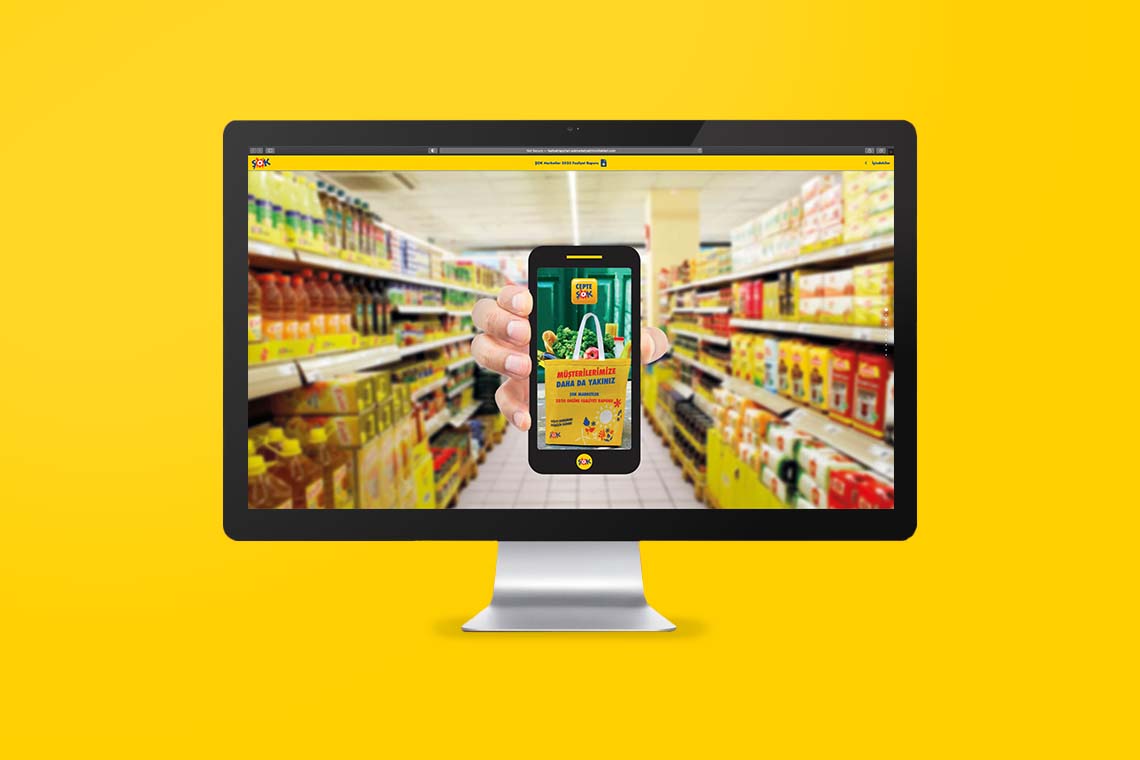 ŞOK
ŞOK Marketler 2020 Faaliyet Raporu
İçindekiler
CEPTE
ŞOK
MÜŞTERİLERİMİZE
DAHA DA YAKINIZ
ŞOK MARKETLER
2020 ONLINE FAALİYET RAPORU
ŞOK
ŞOK